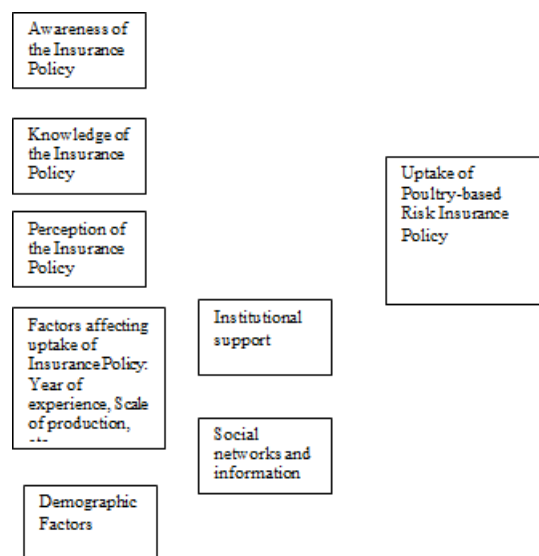 Awareness of
the Insurance
Policy
Knowledge of
the Insurance
Policy
Perception of
the Insurance
Policy
Factors affecting
uptake of
Insurance Policy:
Year of
experience, Scale
of production,
Demographic
Factors
Institutional
support
Social
networks and
information
Uptake of
Poultry-based
Risk Insurance
Policy